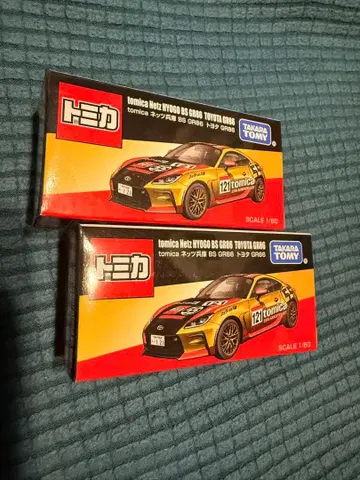 トミカ
tomica Netz HYOGO BS GR86 TOYOTA GR86
tomica ネッツ兵庫 BS GR86 トヨタ GR86
TAKARA TOMY
121 tomica
SCALE 1/60
トミカ
tomica Netz HYOGO BS GR86 TOYOTA GR86
tomica ネッツ兵庫 BS GR86 トヨタ GR86
TAKARA TOMY
121 tomica
SCALE 1/60